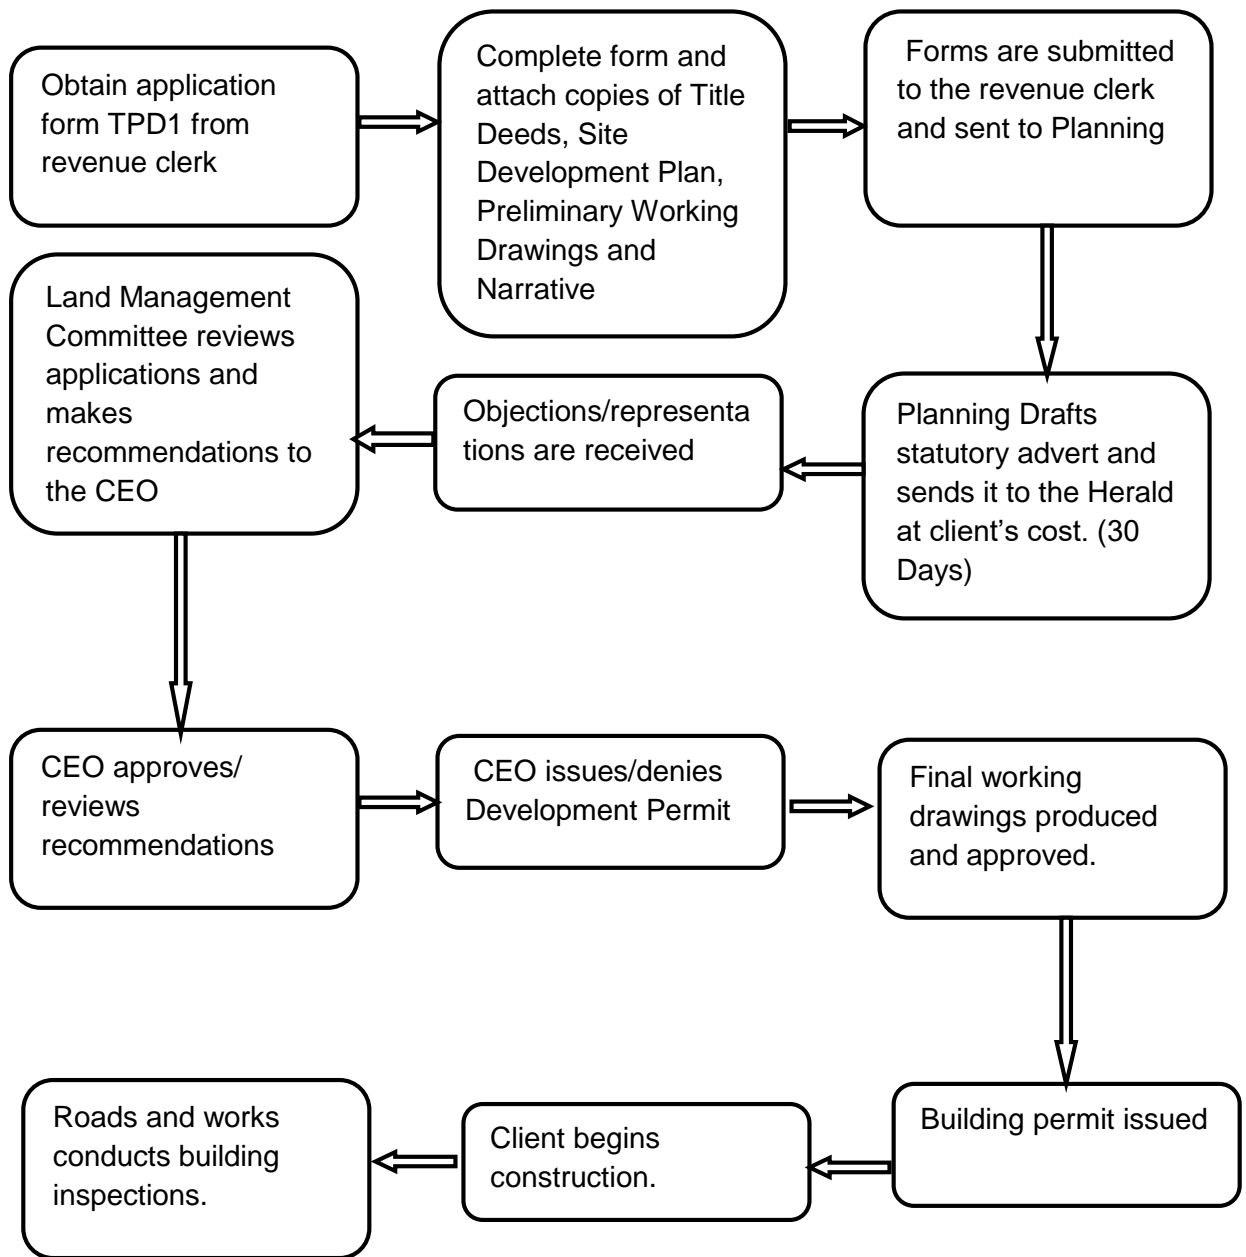 Obtain application
form TPD1 from
revenue clerk
Complete form and
attach copies of Title
Deeds, Site
Development Plan,
Preliminary Working
Drawings and
Narrative
Forms are submitted
to the revenue clerk
and sent to Planning
Planning Drafts
statutory advert and
sends it to the Herald
at client's cost. (30
Days)
Objections/representa
tions are received
Land Management
Committee reviews
applications and
makes
recommendations to
the CEO
CEO approves/
reviews
recommendations
CEO issues/denies
Development Permit
Final working
drawings produced
and approved.
Building permit issued
Client begins
construction.
Roads and works
conducts building
inspections.